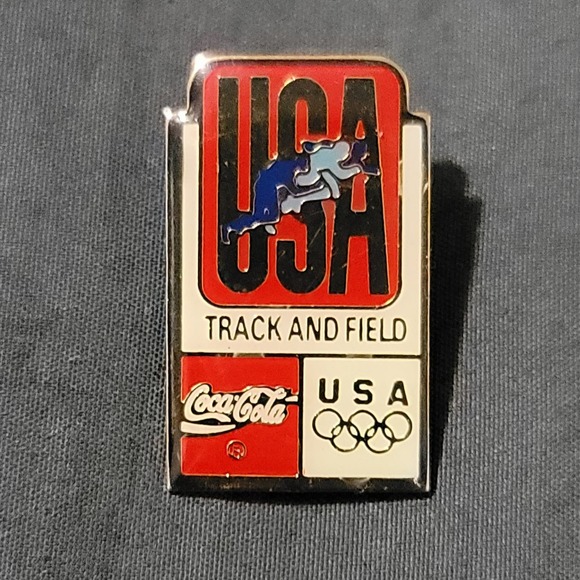 USA
TRACK AND FIELD
Coca-Cola
®
USA